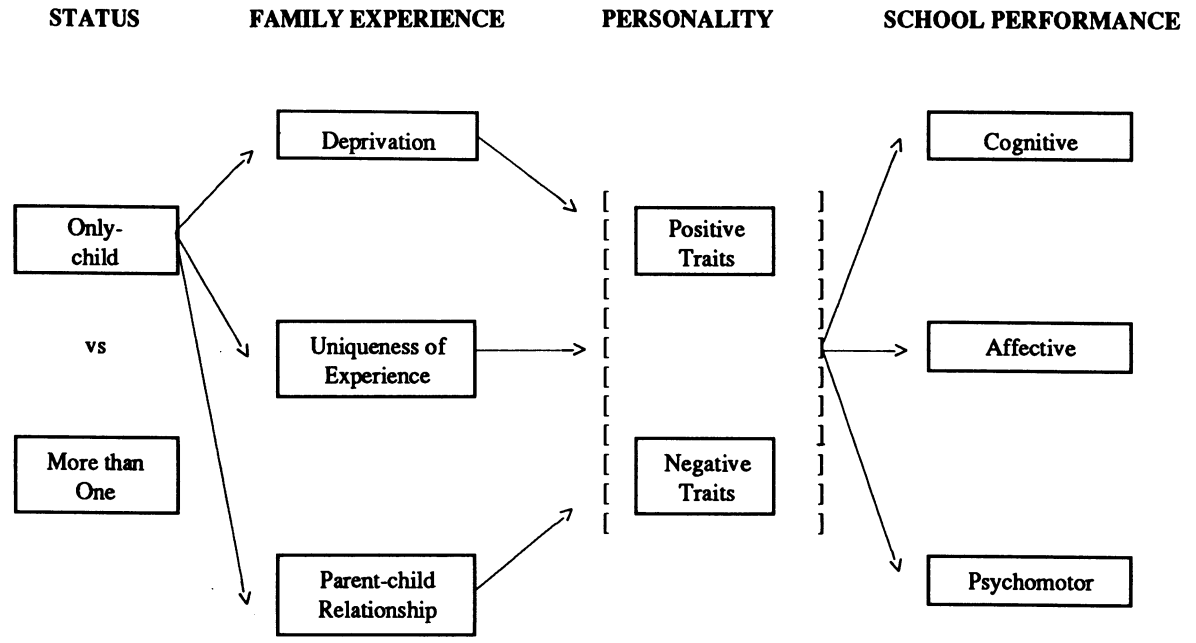 STATUS
FAMILY EXPERIENCE
PERSONALITY
SCHOOL PERFORMANCE
Deprivation
Cognitive
Only-
child
Positive
Traits
vs
Uniqueness of
Experience
Affective
More than
One
Negative
Traits
Parent-child
Relationship
Psychomotor